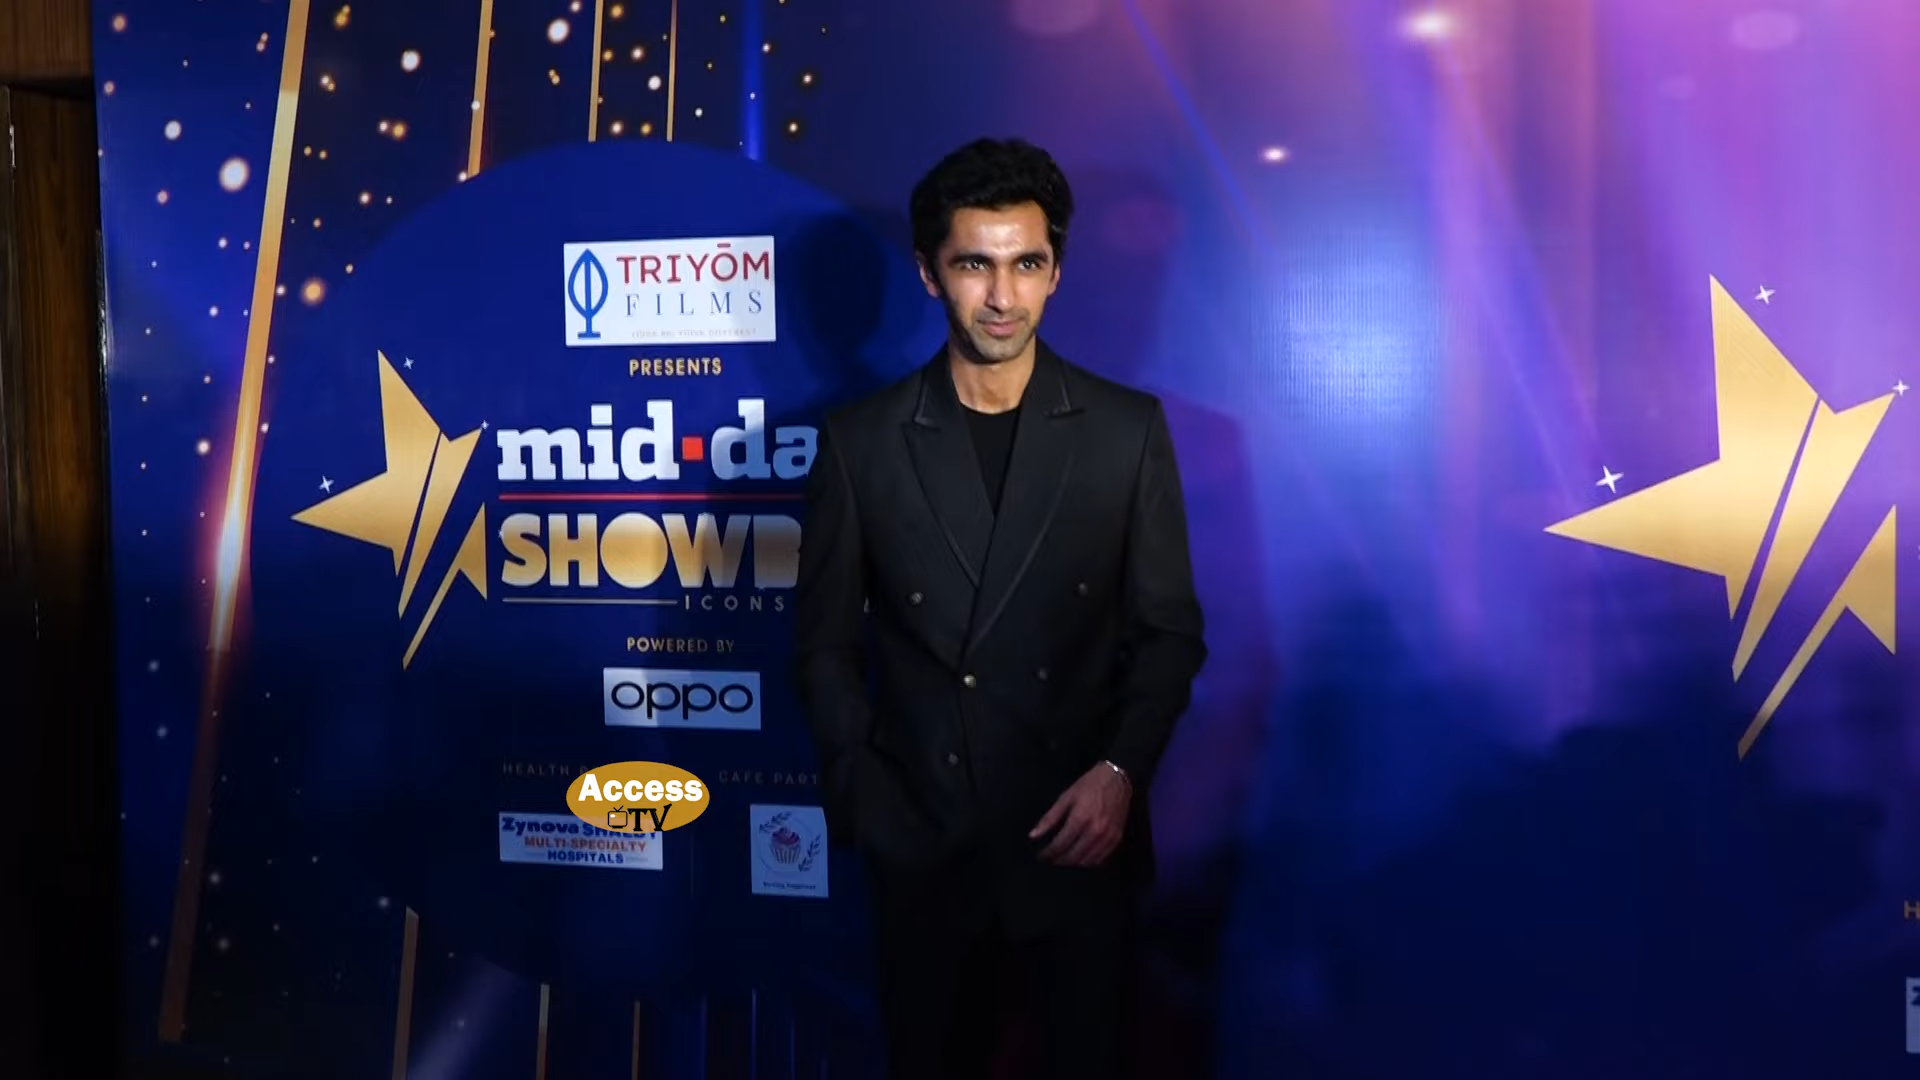 TRIYŌM
FILMS
PRESENTS
mid-da
SHOWB
ICONS
POWERED BY
oppo
HEALTH
CAFE PART
Access
TV
Zynova
MULTI-SPECIALTY
HOSPITALS